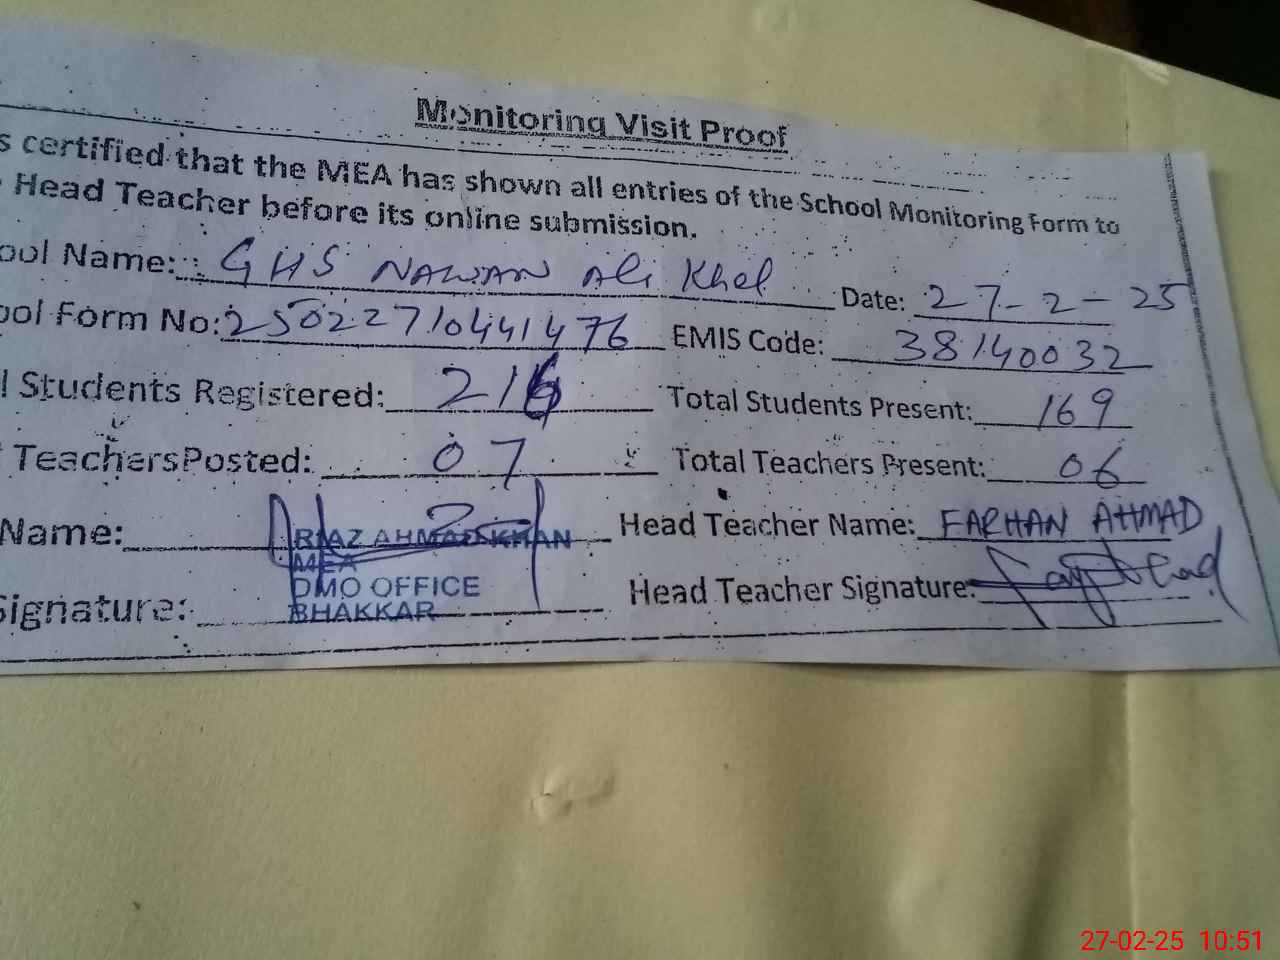 Monitoring Visit Proof
s certified that the MEA has shown all entries of the School Monitoring Form to
Head Teacher before its online submission.
ool Name: GHS NAWAN Ali Khel Date: 27-2-25
ool Form No: 25022710441476 EMIS Code: 38140032
l Students Registered: 216 Total Students Present: 169
TeachersPosted: 07 Total Teachers Present: 06
Name: Head Teacher Name: FARHAN AHMAD
RIAZ AHMAD KHAN
MEA
DMO OFFICE
BHAKKAR
Signature: Head Teacher Signature:
27-02-25 10:51